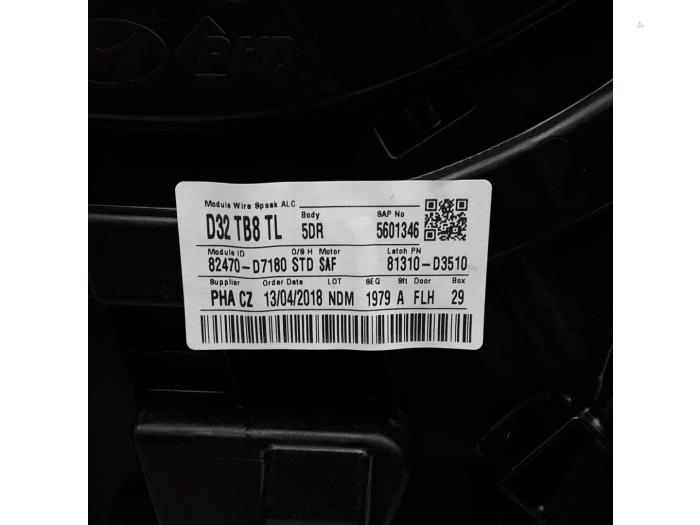 PHA
Module Wire Speak ALC
Body
SAP No
D32 TB8 TL
5DR
5601346
Module ID
O/S H Motor
Latch PN
82470-D7180 STD SAF
81310-D3510
Supplier Order Date LOT SEQ Sft Door Box
PHA CZ 13/04/2018 NDM 1979 A FLH 29